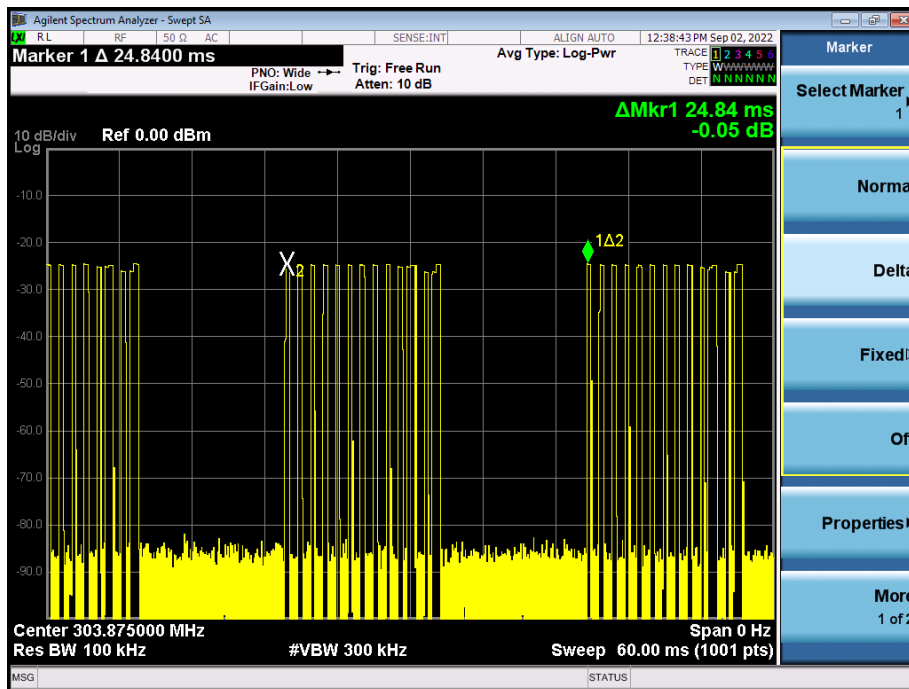 Agilent Spectrum Analyzer - Swept SA
LXI RL RF 50 Ω AC SENSE:INT ALIGN AUTO 12:38:43 PM Sep 02, 2022
Marker 1 Δ 24.8400 ms
PNO: Wide
IFGain:Low
Trig: Free Run
Atten: 10 dB
Avg Type: Log-Pwr
TRACE 1 2 3 4 5 6
TYPE WWWWWW
DET N N N N N N
ΔMkr1 24.84 ms
-0.05 dB
10 dB/div Ref 0.00 dBm
Log
-10.0
-20.0
-30.0
-40.0
-50.0
-60.0
-70.0
-80.0
-90.0
X2
1Δ2
Center 303.875000 MHz Span 0 Hz
Res BW 100 kHz #VBW 300 kHz Sweep 60.00 ms (1001 pts)
MSG STATUS
Marker
Select Marker
1
Norma
Delta
Fixed
Of
Properties
More
1 of 2